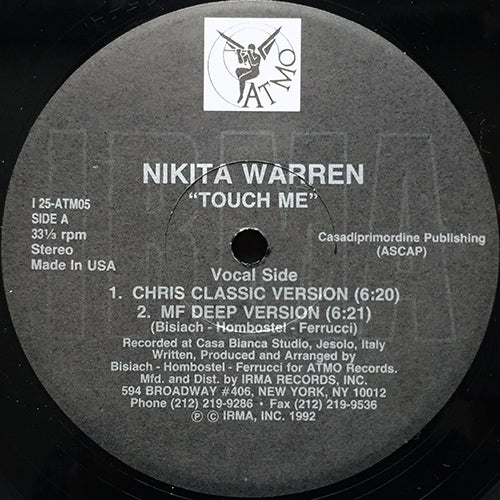 ATMO
IRMA
NIKITA WARREN
"TOUCH ME"
I 25-ATM05
SIDE A
33⅓ rpm
Stereo
Made In USA
Casadiprimordine Publishing
(ASCAP)
Vocal Side
1. CHRIS CLASSIC VERSION (6:20)
2. MF DEEP VERSION (6:21)
(Bisiach - Hombostel - Ferrucci)
Recorded at Casa Bianca Studio, Jesolo, Italy
Written, Produced and Arranged by
Bisiach - Hombostel - Ferrucci for ATMO Records.
Mfd. and Dist. by IRMA RECORDS, INC.
594 BROADWAY #406, NEW YORK, NY 10012
Phone (212) 219-9286 • Fax (212) 219-9536
℗ © IRMA, INC. 1992